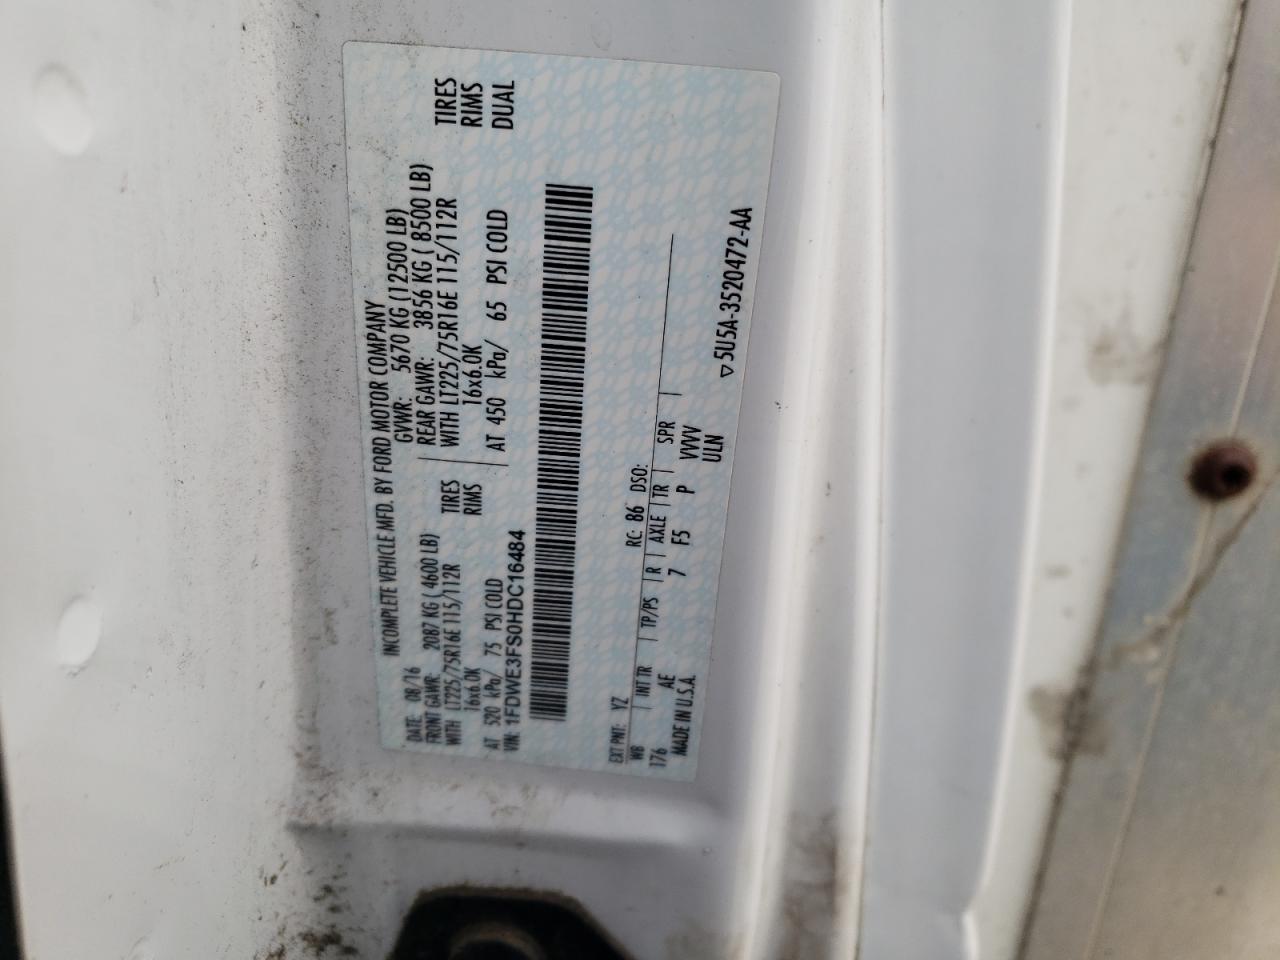 INCOMPLETE VEHICLE MFD. BY FORD MOTOR COMPANY
DATE: 08/16 GVWR: 5670 KG (12500 LB)
FRONT GAWR: 2087 KG ( 4600 LB) REAR GAWR: 3856 KG ( 8500 LB)
WITH LT225/75R16E 115/112R TIRES WITH LT225/75R16E 115/112R TIRES
16x6.0K RIMS 16x6.0K RIMS
AT 520 kPa/ 75 PSI COLD AT 450 kPa/ 65 PSI COLD DUAL
VIN: 1FDWE3FS0HDC16484
EXT PNT: YZ RC: 86 DSO:
WB INT TR TP/PS R AXLE TR SPR
176 AE 7 F5 P VVVV
MADE IN U.S.A. ULN
▽5U5A-3520472-AA